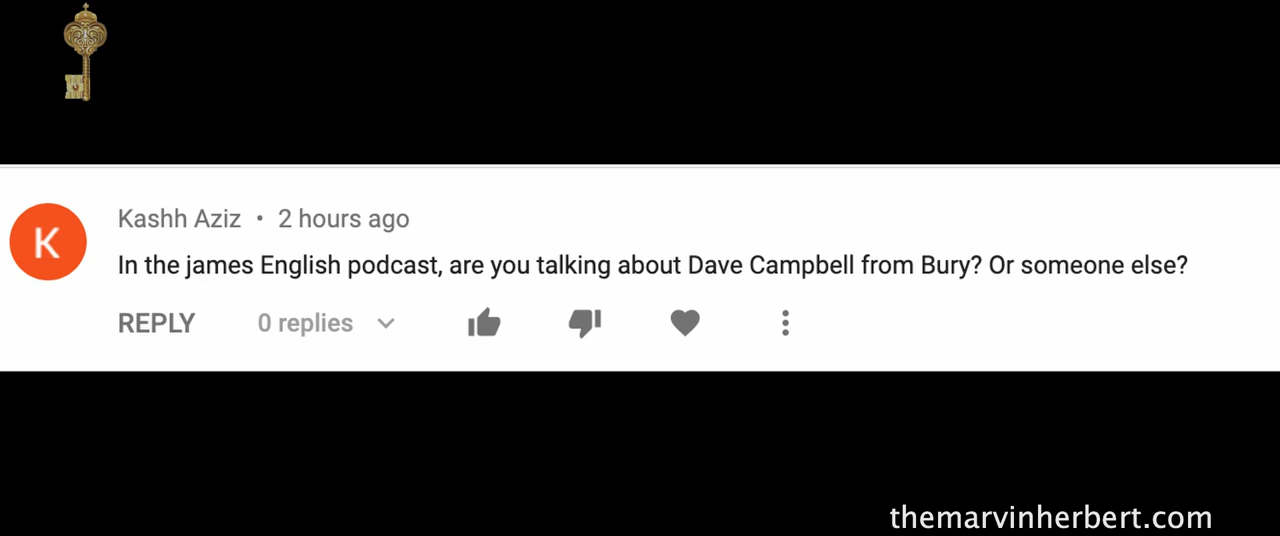 K
Kashh Aziz • 2 hours ago
In the james English podcast, are you talking about Dave Campbell from Bury? Or someone else?
REPLY 0 replies
themarvinherbert.com